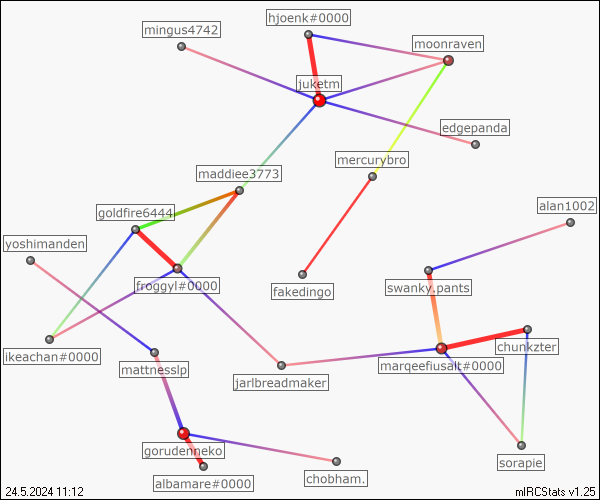 hjoenk#0000
mingus4742
moonraven
juketm
edgepanda
mercurybro
maddiee3773
alan1002
goldfire6444
yoshimanden
froggyl#0000
swanky.pants
fakedingo
ikeachan#0000
chunkzter
mattnesslp
marqeefiusalt#0000
jarlbreadmaker
gorudenneko
sorapie
chobham.
albamare#0000
24.5.2024 11:12
mIRCStats v1.25